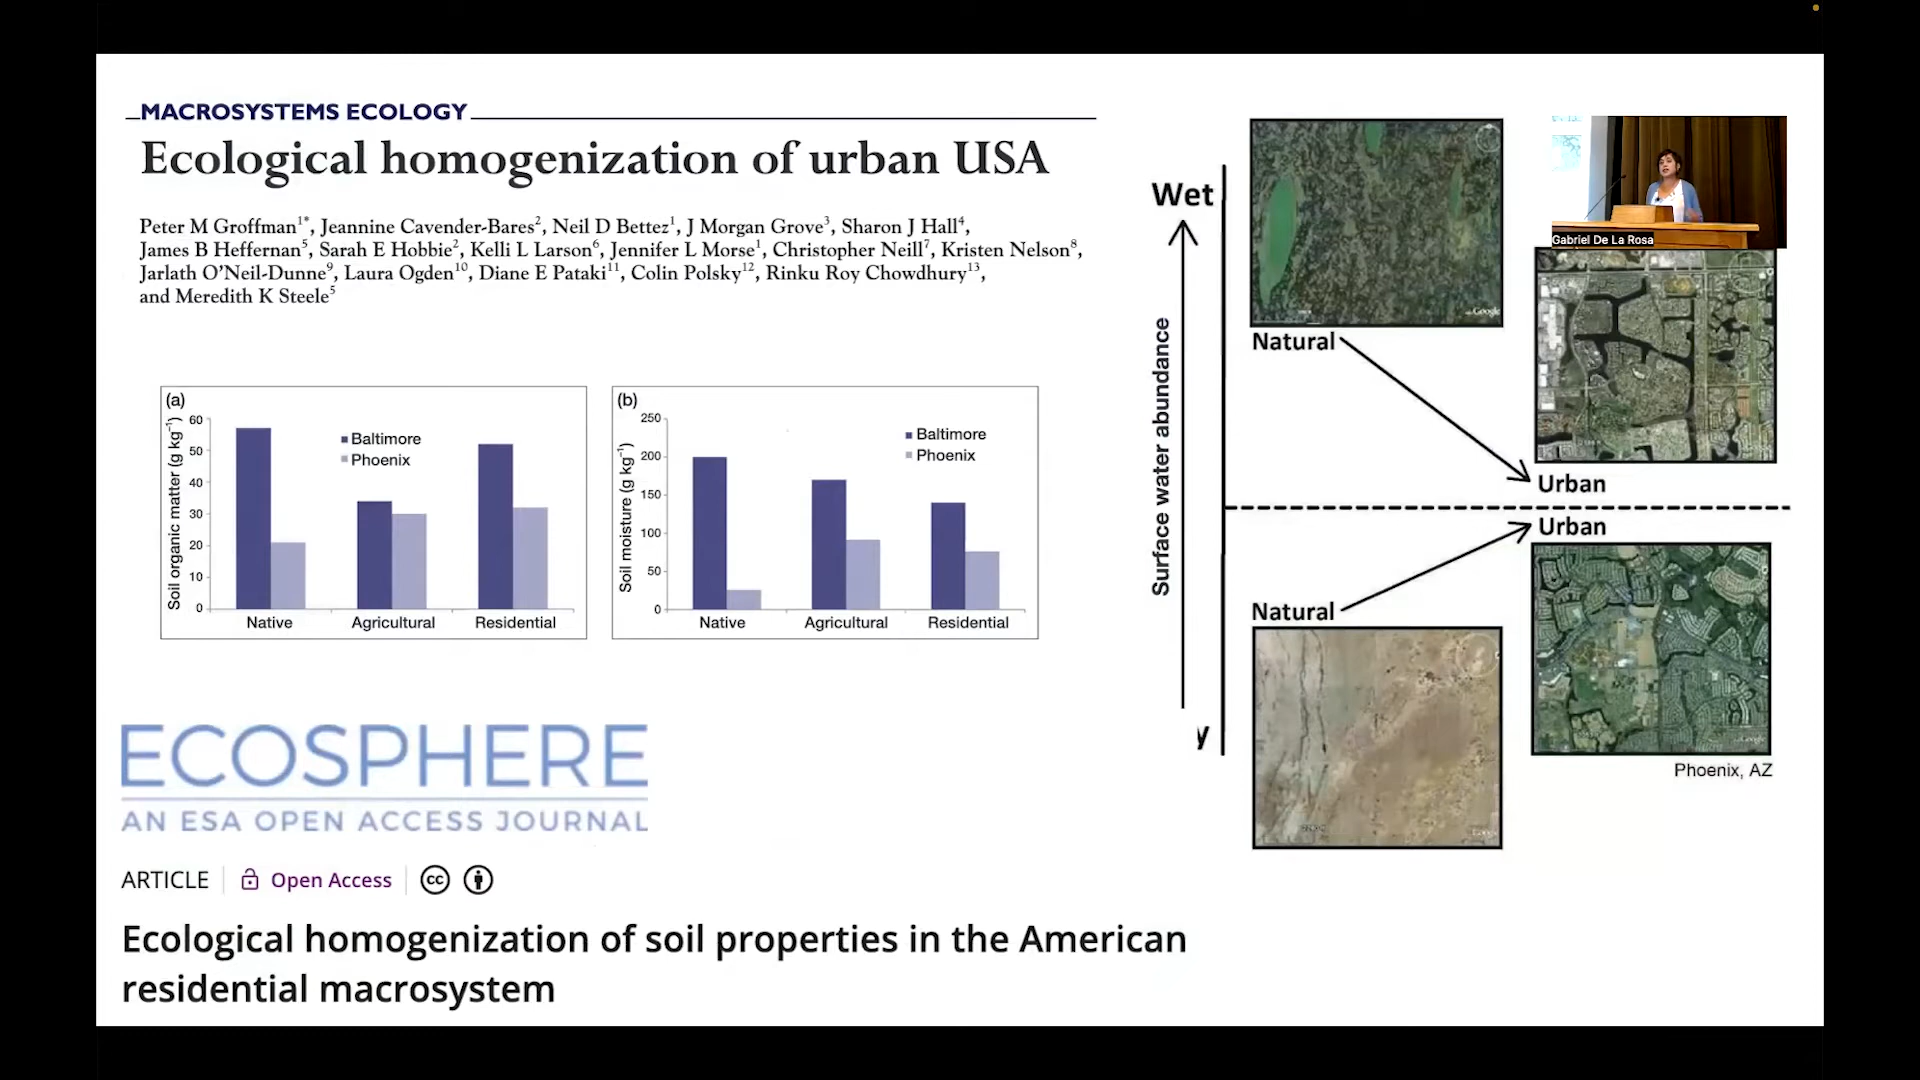 MACROSYSTEMS ECOLOGY
Ecological homogenization of urban USA
Peter M Groffman1*, Jeannine Cavender-Bares2, Neil D Bettez1, J Morgan Grove3, Sharon J Hall4,
James B Heffernan5, Sarah E Hobbie2, Kelli L Larson6, Jennifer L Morse1, Christopher Neill7, Kristen Nelson8,
Jarlath O'Neil-Dunne9, Laura Ogden10, Diane E Pataki11, Colin Polsky12, Rinku Roy Chowdhury13,
and Meredith K Steele5
(a)
Soil organic matter (g kg–1)
60
50
40
30
20
10
0
Baltimore
Phoenix
Native
Agricultural
Residential
(b)
Soil moisture (g kg–1)
250
200
150
100
50
0
Baltimore
Phoenix
Native
Agricultural
Residential
ECOSPHERE
AN ESA OPEN ACCESS JOURNAL
ARTICLE
Open Access
cc
Ecological homogenization of soil properties in the American
residential macrosystem
Wet
Surface water abundance
y
Google
Natural
Gabriel De La Rosa
Urban
Urban
Natural
Google
Google
Phoenix, AZ